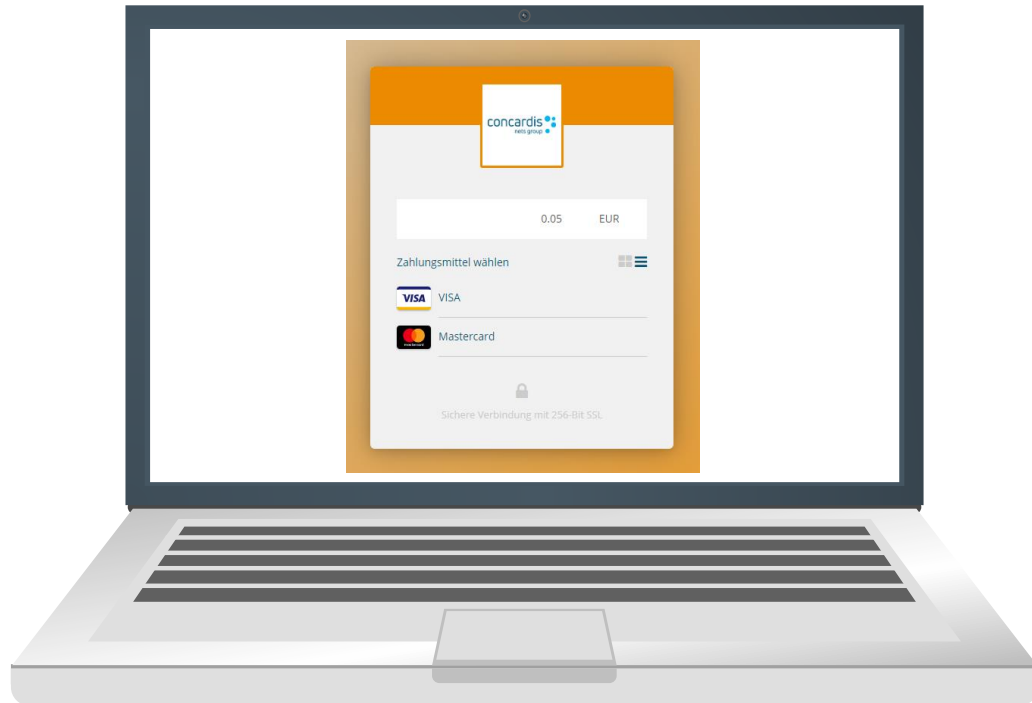 concardis
nets group
0.05 EUR
Zahlungsmittel wählen
VISA VISA
Mastercard
Sichere Verbindung mit 256-Bit SSL